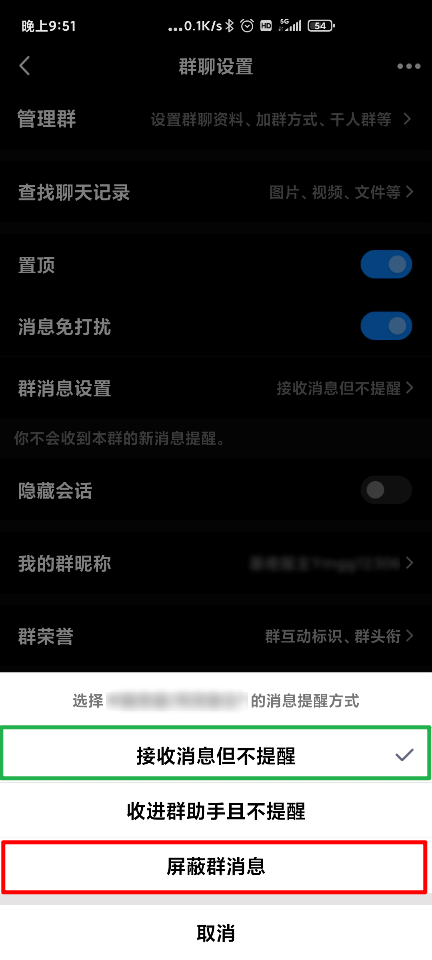 晚上9:51 ...0.1K/s HD 5G 54
群聊设置
管理群 设置群聊资料、加群方式、千人群等
查找聊天记录 图片、视频、文件等
置顶
消息免打扰
群消息设置 接收消息但不提醒
你不会收到本群的新消息提醒。
隐藏会话
我的群昵称
群荣誉 群互动标识、群头衔
选择 的消息提醒方式
接收消息但不提醒
收进群助手且不提醒
屏蔽群消息
取消